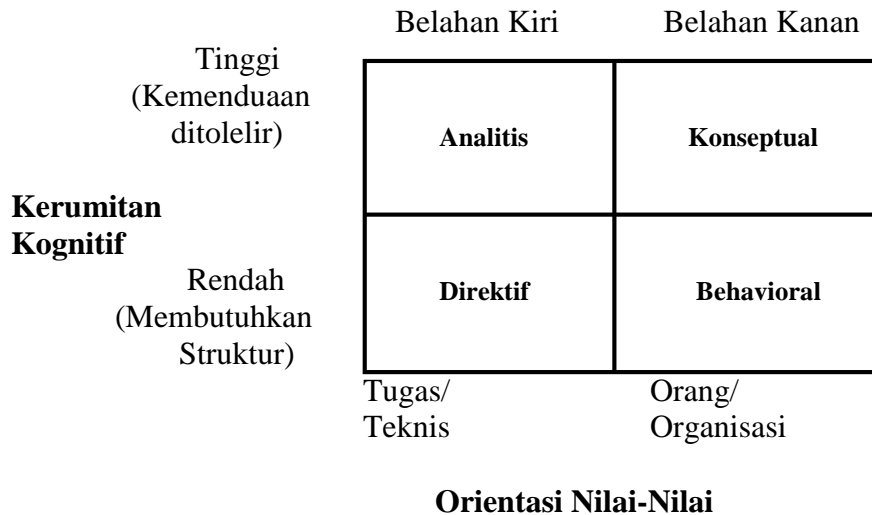 Belahan Kiri Belahan Kanan
Tinggi
(Kemenduaan
ditolelir)
Analitis Konseptual
Kerumitan
Kognitif
Rendah
(Membutuhkan
Struktur)
Direktif Behavioral
Tugas/
Teknis
Orang/
Organisasi
Orientasi Nilai-Nilai